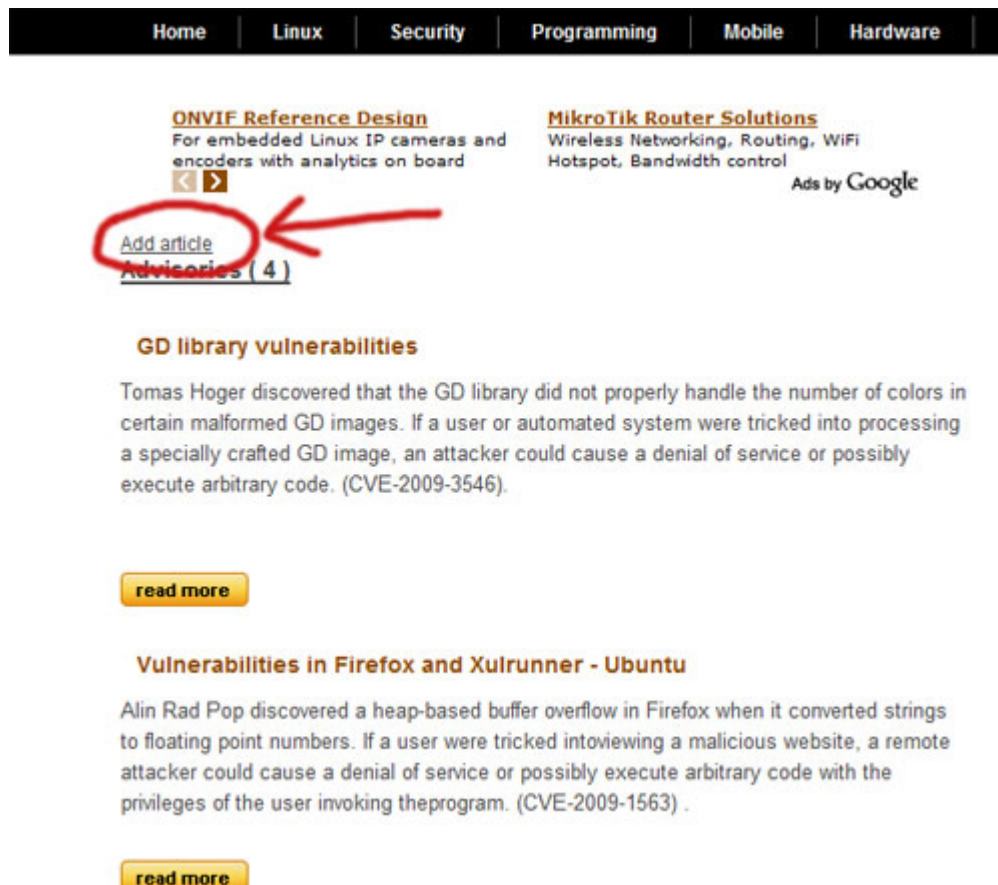 Home Linux Security Programming Mobile Hardware
ONVIF Reference Design
For embedded Linux IP cameras and
encoders with analytics on board
MikroTik Router Solutions
Wireless Networking, Routing, WiFi
Hotspot, Bandwidth control
Ads by Google
Add article
Advisories ( 4 )
GD library vulnerabilities
Tomas Hoger discovered that the GD library did not properly handle the number of colors in
certain malformed GD images. If a user or automated system were tricked into processing
a specially crafted GD image, an attacker could cause a denial of service or possibly
execute arbitrary code. (CVE-2009-3546).
read more
Vulnerabilities in Firefox and Xulrunner - Ubuntu
Alin Rad Pop discovered a heap-based buffer overflow in Firefox when it converted strings
to floating point numbers. If a user were tricked intoviewing a malicious website, a remote
attacker could cause a denial of service or possibly execute arbitrary code with the
privileges of the user invoking theprogram. (CVE-2009-1563) .
read more